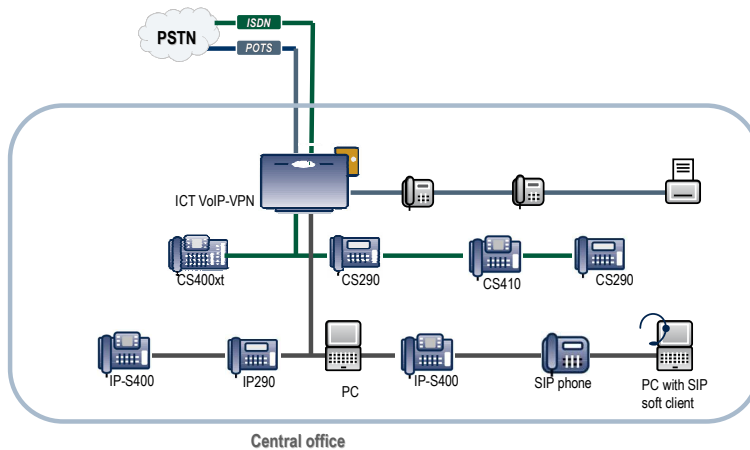 ISDN
PSTN
POTS
ICT VoIP-VPN
CS400xt
CS290
CS410
CS290
IP-S400
IP290
PC
IP-S400
SIP phone
PC with SIP
soft client
Central office